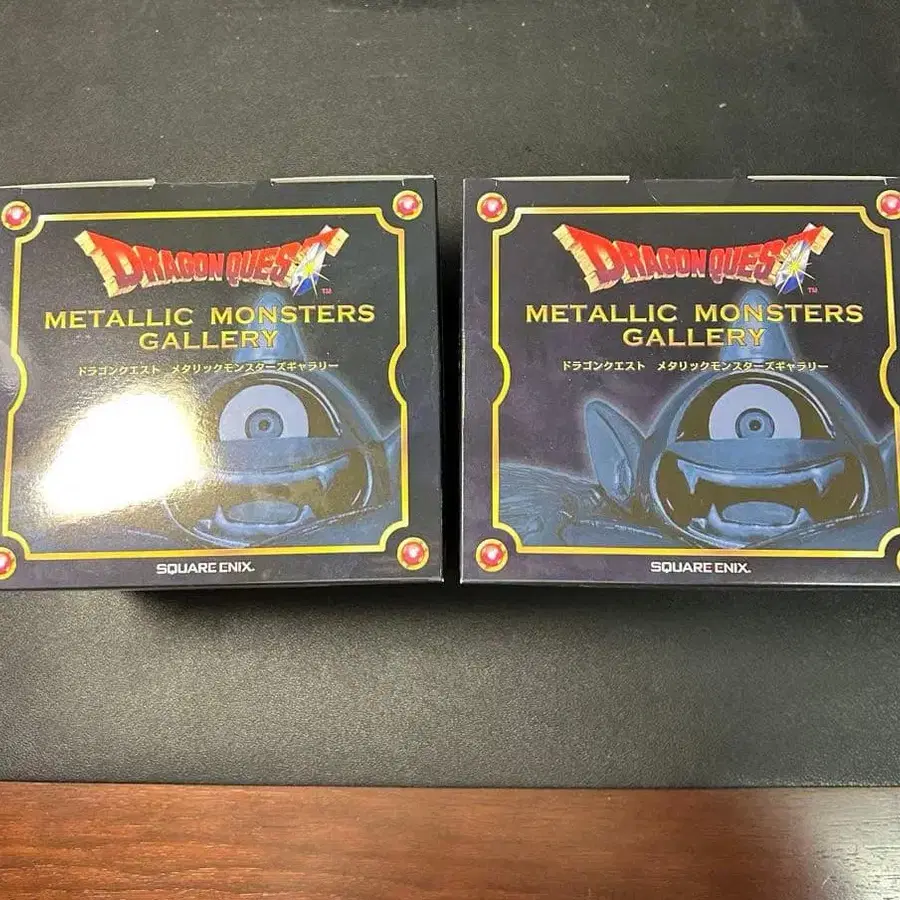 DRAGON QUEST™
METALLIC MONSTERS
GALLERY
ドラゴンクエスト メタリックモンスターズギャラリー
SQUARE ENIX.
DRAGON QUEST™
METALLIC MONSTERS
GALLERY
ドラゴンクエスト メタリックモンスターズギャラリー
SQUARE ENIX.